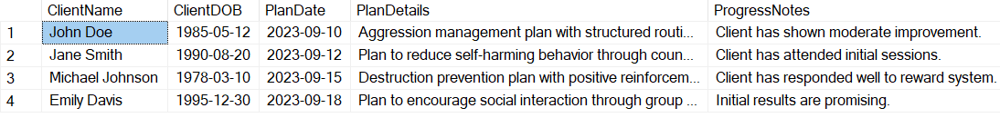 ClientName ClientDOB PlanDate PlanDetails ProgressNotes
1 John Doe 1985-05-12 2023-09-10 Aggression management plan with structured routi... Client has shown moderate improvement.
2 Jane Smith 1990-08-20 2023-09-12 Plan to reduce self-harming behavior through coun... Client has attended initial sessions.
3 Michael Johnson 1978-03-10 2023-09-15 Destruction prevention plan with positive reinforcem... Client has responded well to reward system.
4 Emily Davis 1995-12-30 2023-09-18 Plan to encourage social interaction through group ... Initial results are promising.